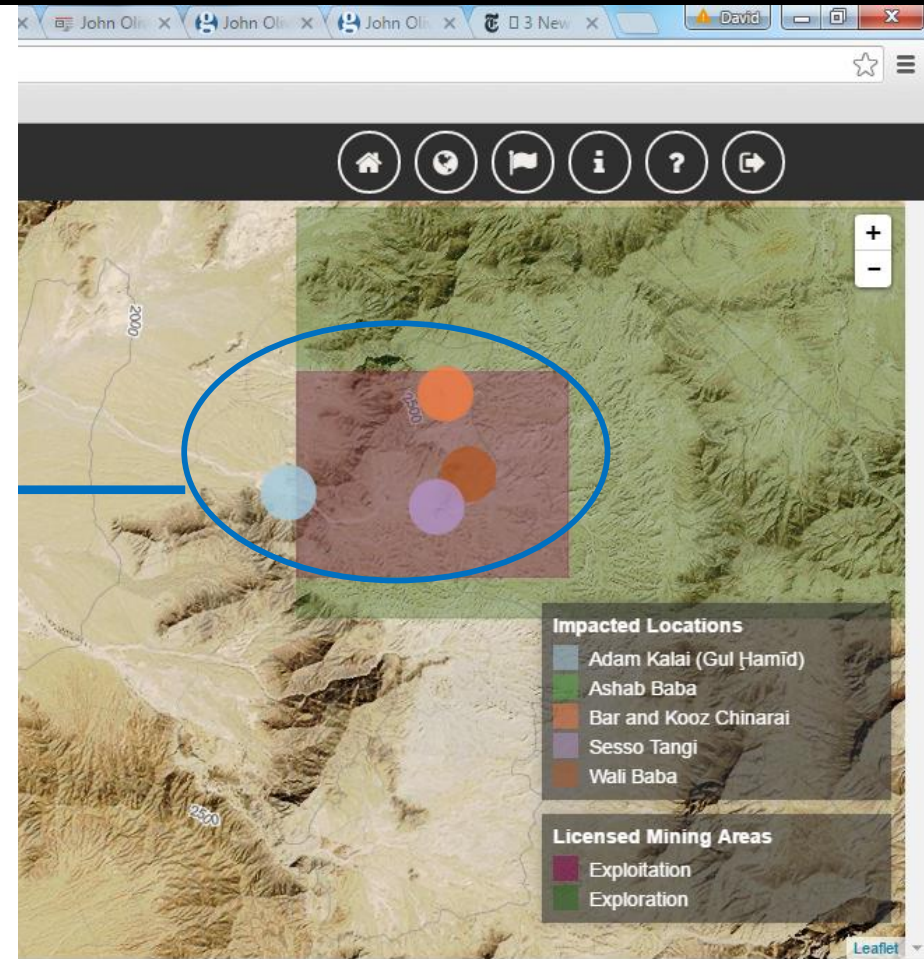 John Oli
John Oli
John Oli
3 New
David
i
?
+
−
2000
2500
Impacted Locations
Adam Kalai (Gul Ḩamīd)
Ashab Baba
Bar and Kooz Chinarai
Sesso Tangi
Wali Baba
2500
Licensed Mining Areas
Exploitation
Exploration
Leaflet